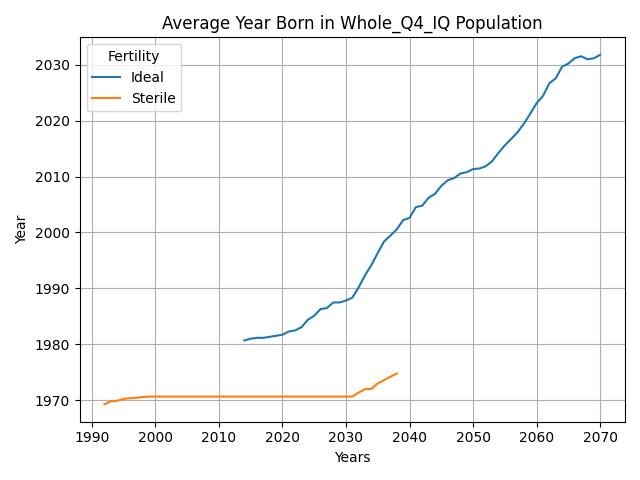 Average Year Born in Whole_Q4_IQ Population
Fertility
Ideal
Sterile
Year
2030
2020
2010
2000
1990
1980
1970
1990 2000 2010 2020 2030 2040 2050 2060 2070
Years